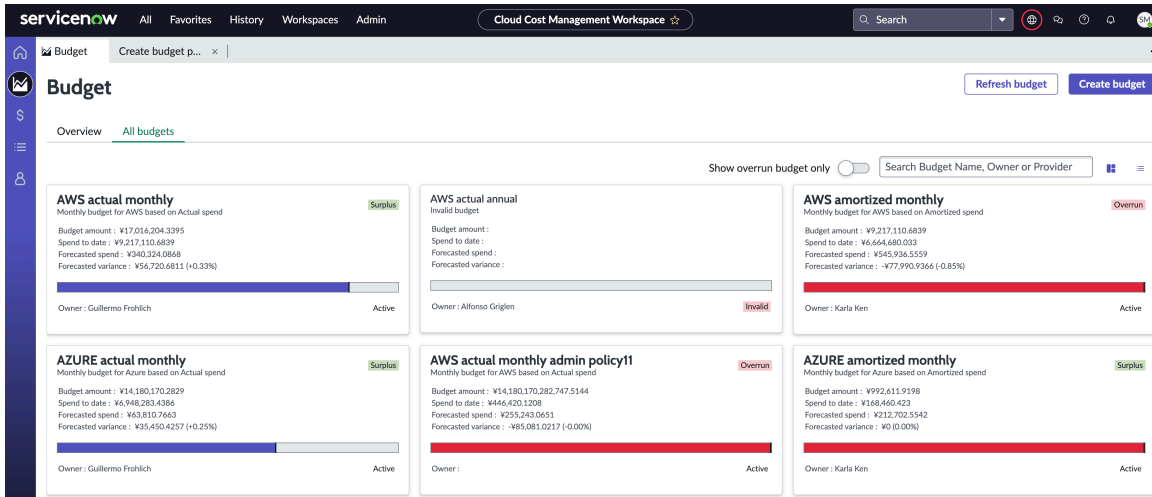 servicenow All Favorites History Workspaces Admin Cloud Cost Management Workspace ☆ Search SM
Budget Create budget p... ×
Budget Refresh budget Create budget
Overview All budgets
Show overrun budget only Search Budget Name, Owner or Provider
AWS actual monthly Surplus
Monthly budget for AWS based on Actual spend
Budget amount : ¥17,016,204.3395
Spend to date : ¥9,217,110.6839
Forecasted spend : ¥340,324.0868
Forecasted variance : ¥56,720.6811 (+0.33%)
Owner : Guillermo Frohlich Active
AWS actual annual
Invalid budget
Budget amount :
Spend to date :
Forecasted spend :
Forecasted variance :
Owner : Alfonso Griglen Invalid
AWS amortized monthly Overrun
Monthly budget for AWS based on Amortized spend
Budget amount : ¥9,217,110.6839
Spend to date : ¥6,664,680.033
Forecasted spend : ¥545,936.5559
Forecasted variance : -¥77,990.9366 (-0.85%)
Owner : Karla Ken Active
AZURE actual monthly Surplus
Monthly budget for Azure based on Actual spend
Budget amount : ¥14,180,170.2829
Spend to date : ¥6,948,283.4386
Forecasted spend : ¥63,810.7663
Forecasted variance : ¥35,450.4257 (+0.25%)
Owner : Guillermo Frohlich Active
AWS actual monthly admin policy11 Overrun
Monthly budget for AWS based on Actual spend
Budget amount : ¥14,180,170,282,747.5144
Spend to date : ¥446,420.1208
Forecasted spend : ¥255,243.0651
Forecasted variance : -¥85,081.0217 (-0.00%)
Owner : Active
AZURE amortized monthly Surplus
Monthly budget for Azure based on Amortized spend
Budget amount : ¥992,611.9198
Spend to date : ¥168,460.423
Forecasted spend : ¥212,702.5542
Forecasted variance : ¥0 (0.00%)
Owner : Karla Ken Active